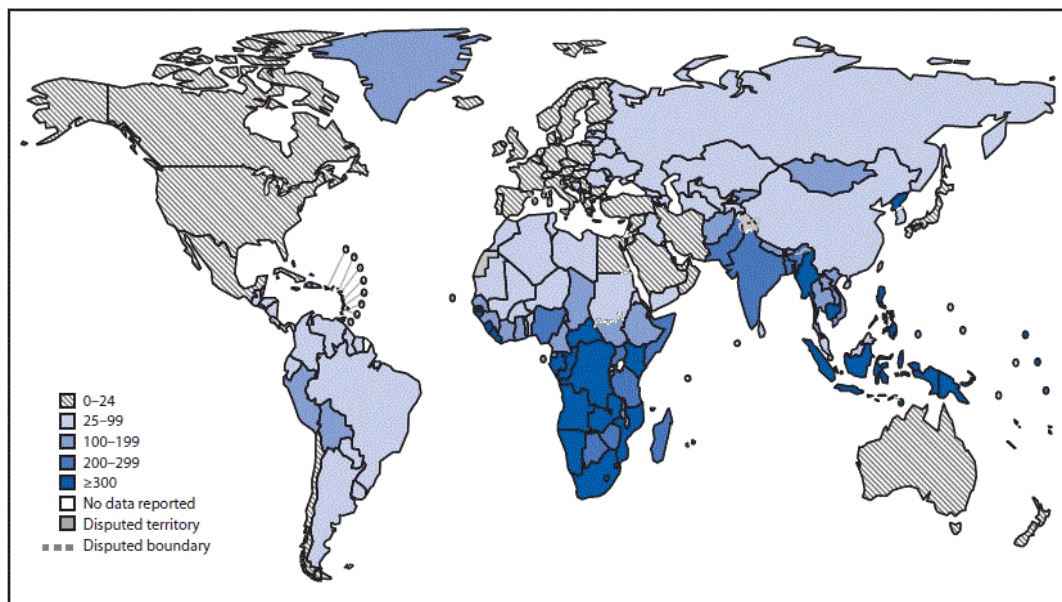 0–24
25–99
100–199
200–299
≥300
No data reported
Disputed territory
Disputed boundary